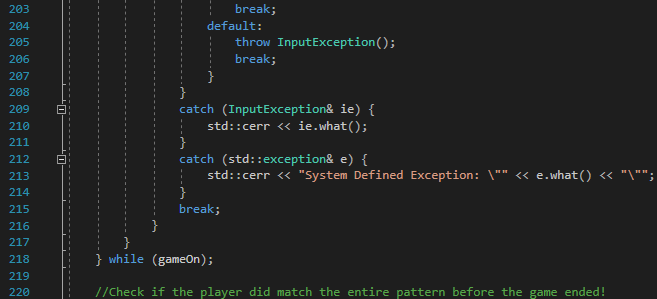 203 break;
204 default:
205 throw InputException();
206 break;
207 }
208 }
209 catch (InputException& ie) {
210 std::cerr << ie.what();
211 }
212 catch (std::exception& e) {
213 std::cerr << "System Defined Exception: \"" << e.what() << "\"";
214 }
215 break;
216 }
217 }
218 } while (gameOn);
219
220 //Check if the player did match the entire pattern before the game ended!